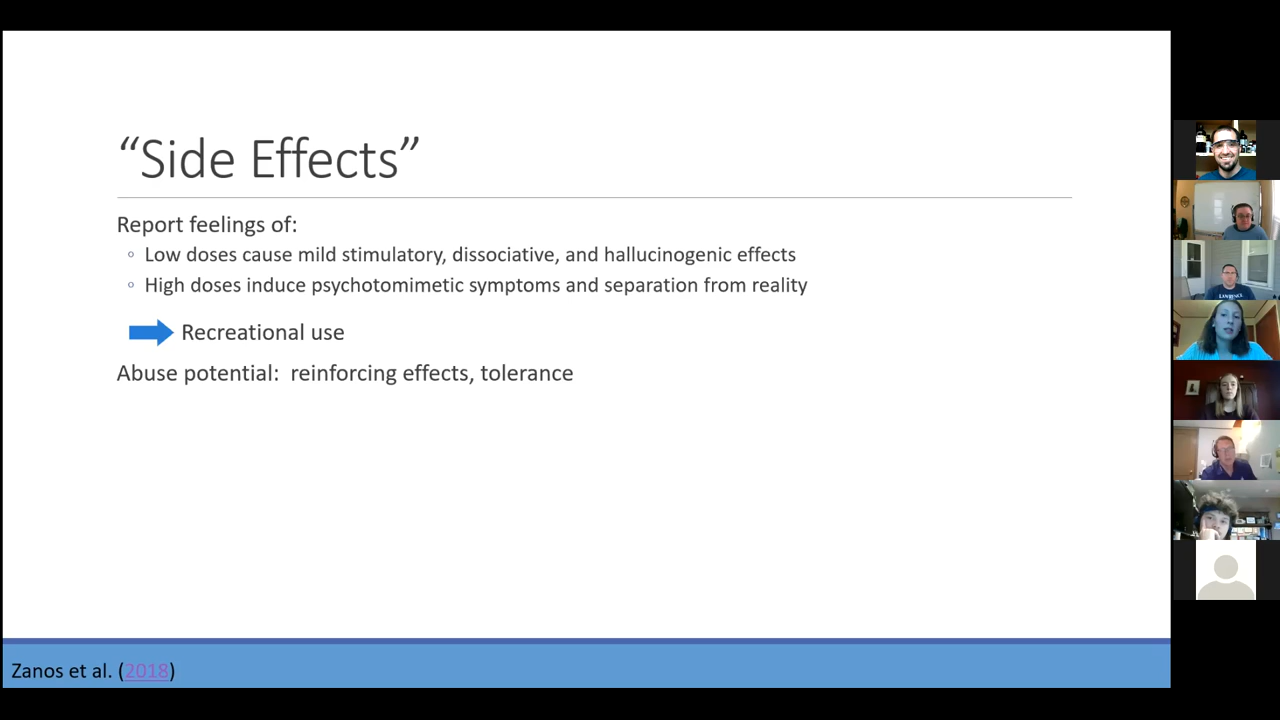 “Side Effects”
Report feelings of:
◦ Low doses cause mild stimulatory, dissociative, and hallucinogenic effects
◦ High doses induce psychotomimetic symptoms and separation from reality
Recreational use
Abuse potential: reinforcing effects, tolerance
Zanos et al. (2018)
LAWRENCE